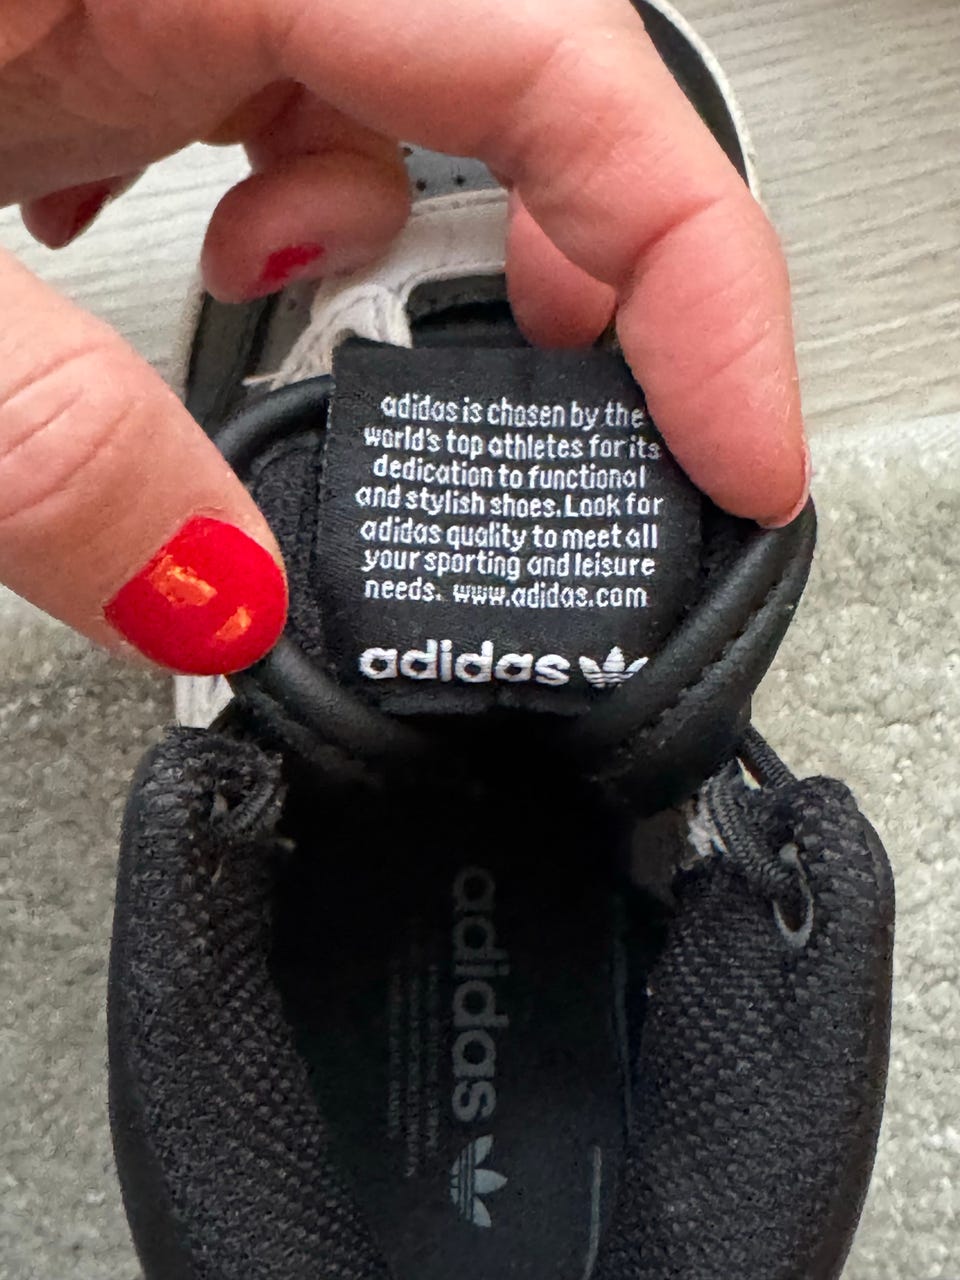 adidas is chosen by the
world's top athletes for its
dedication to functional
and stylish shoes. Look for
adidas quality to meet all
your sporting and leisure
needs. www.adidas.com
adidas
adidas